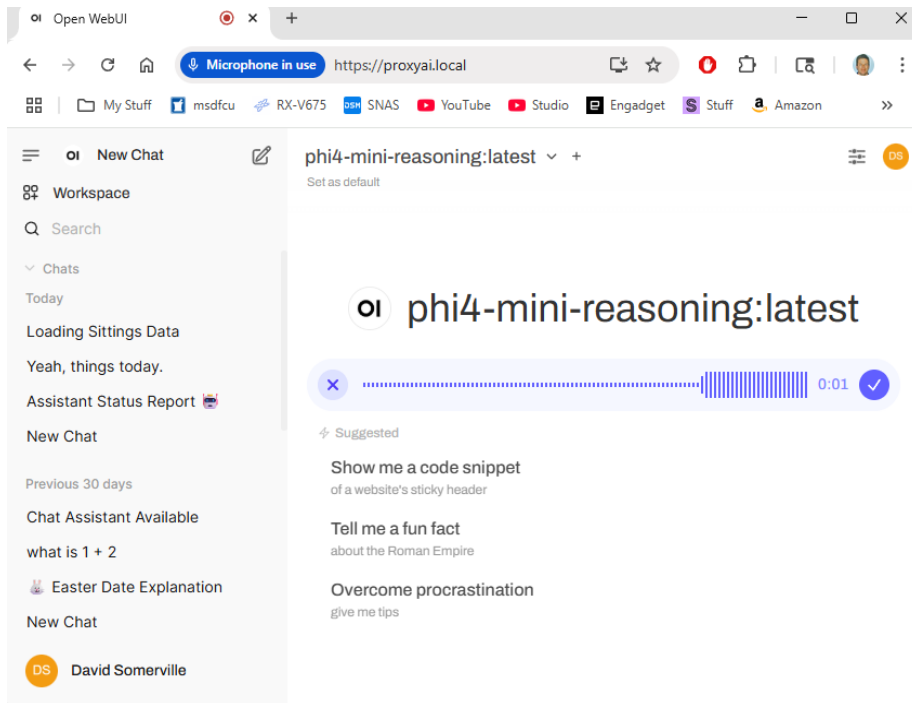 OI Open WebUI
Microphone in use https://proxyai.local
My Stuff msdfcu RX-V675 DSM SNAS YouTube Studio Engadget S Stuff a Amazon
OI New Chat
Workspace
Search
Chats
Today
Loading Sittings Data
Yeah, things today.
Assistant Status Report
New Chat
Previous 30 days
Chat Assistant Available
what is 1 + 2
Easter Date Explanation
New Chat
DS David Somerville
phi4-mini-reasoning:latest
DS
Set as default
OI phi4-mini-reasoning:latest
0:01
Suggested
Show me a code snippet
of a website's sticky header
Tell me a fun fact
about the Roman Empire
Overcome procrastination
give me tips